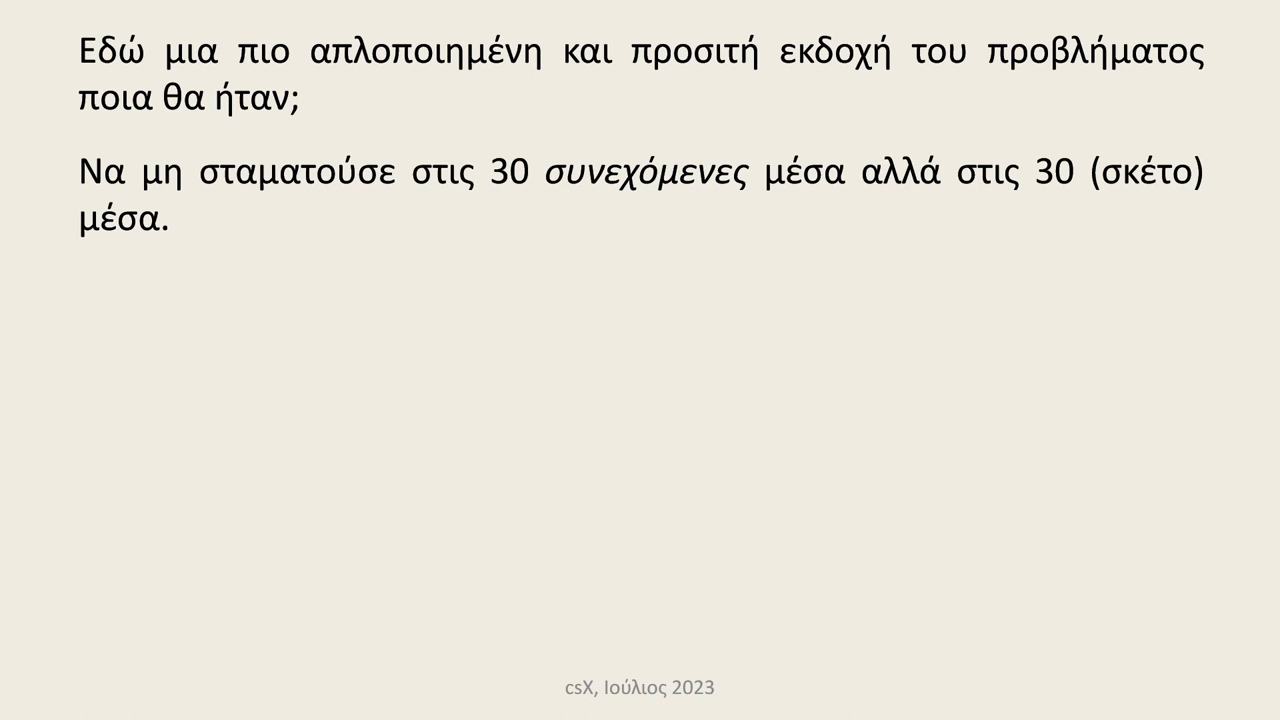 Εδώ μια πιο απλοποιημένη και προσιτή εκδοχή του προβλήματος
ποια θα ήταν;
Να μη σταματούσε στις 30 συνεχόμενες μέσα αλλά στις 30 (σκέτο)
μέσα.
csX, Ιούλιος 2023